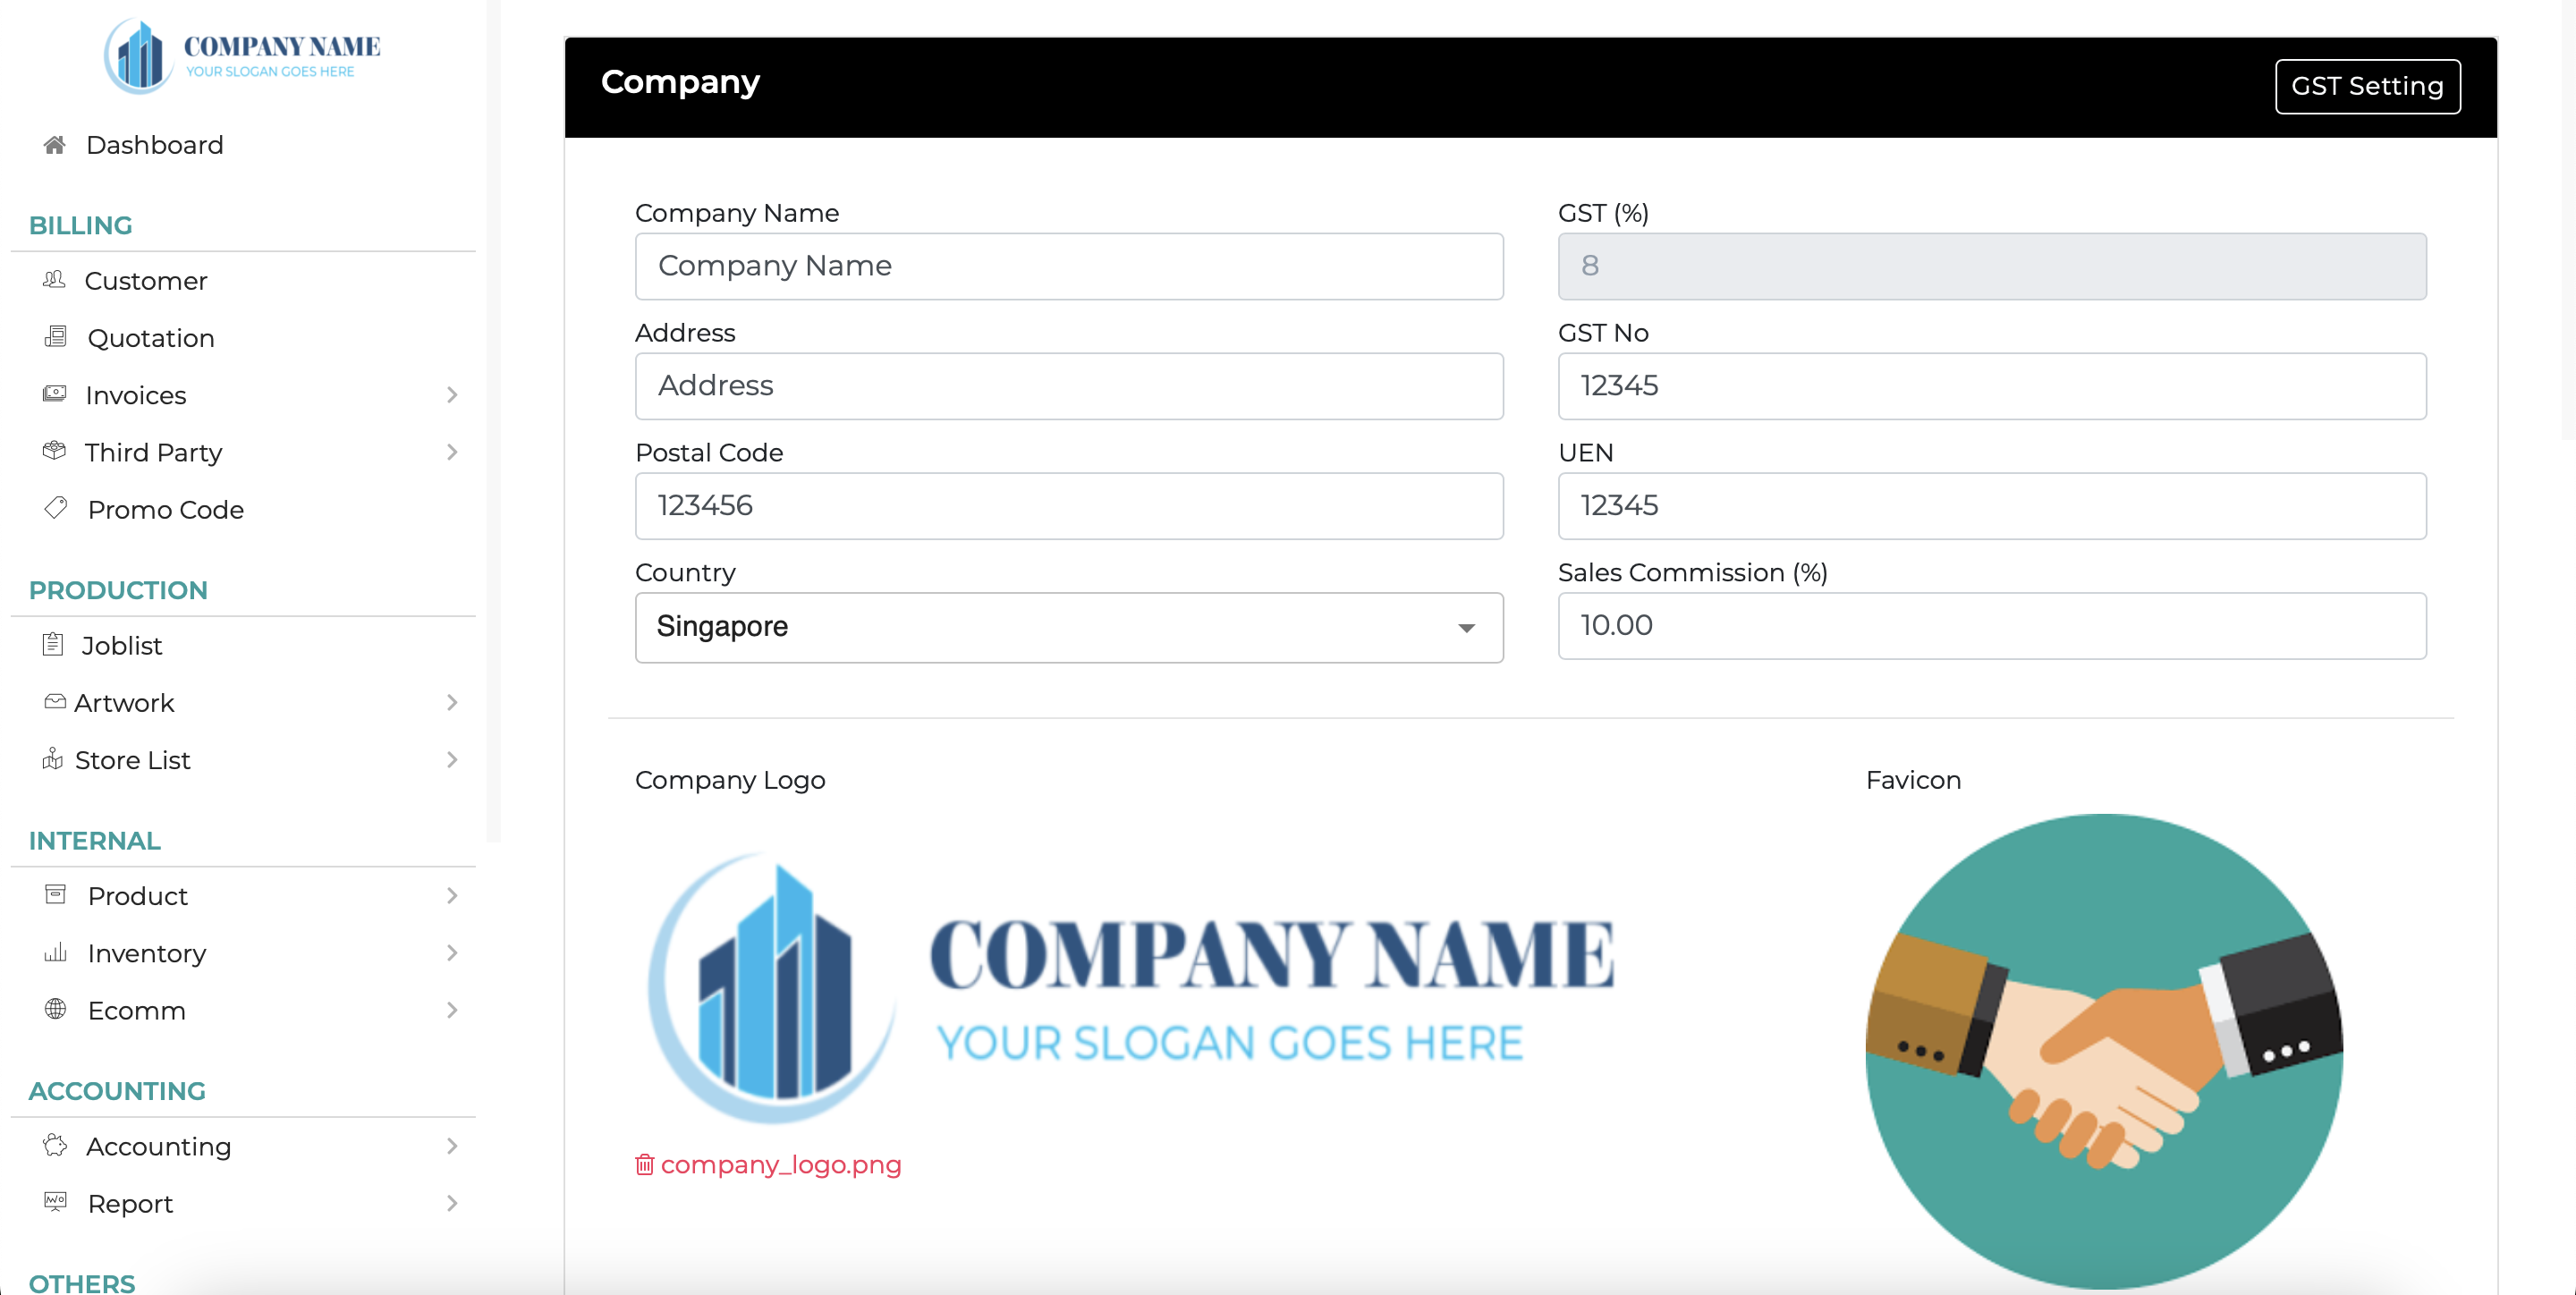 COMPANY NAME
YOUR SLOGAN GOES HERE
Dashboard
BILLING
Customer
Quotation
Invoices
Third Party
Promo Code
PRODUCTION
Joblist
Artwork
Store List
INTERNAL
Product
Inventory
Ecomm
ACCOUNTING
Accounting
Report
OTHERS
Company
GST Setting
Company Name
Company Name
Address
Address
Postal Code
123456
Country
Singapore
GST (%)
8
GST No
12345
UEN
12345
Sales Commission (%)
10.00
Company Logo
COMPANY NAME
YOUR SLOGAN GOES HERE
company_logo.png
Favicon